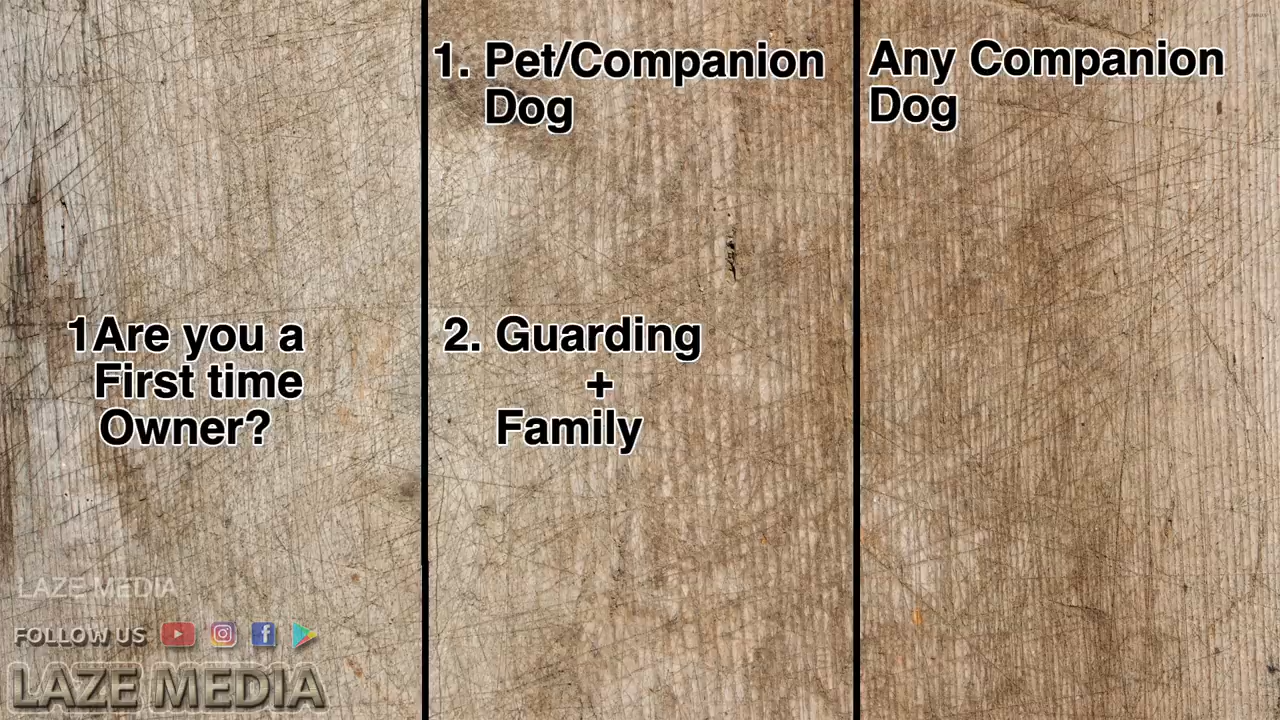 1. Pet/Companion
Dog
Any Companion
Dog
1Are you a
First time
Owner?
2. Guarding
+
Family
LAZE MEDIA
FOLLOW US
LAZE MEDIA